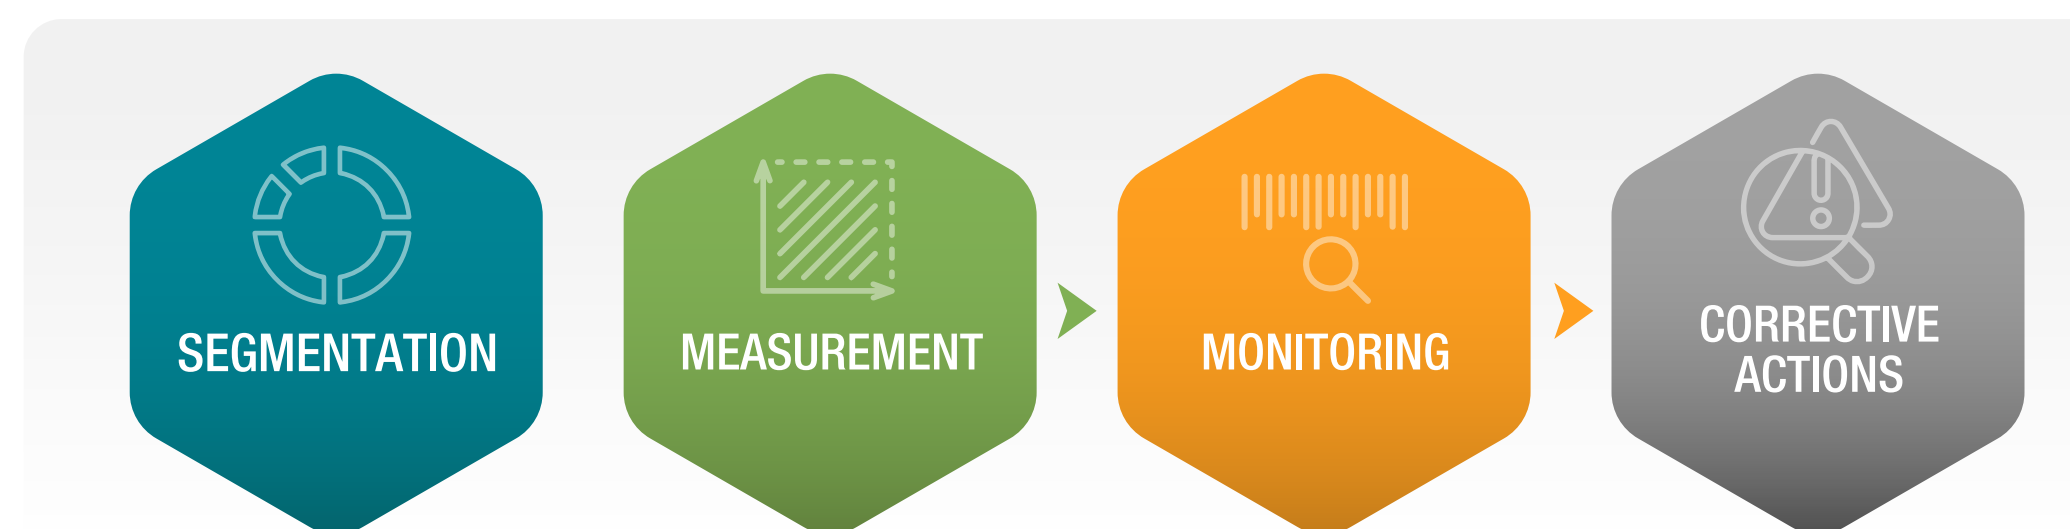 SEGMENTATION
MEASUREMENT
MONITORING
CORRECTIVE
ACTIONS